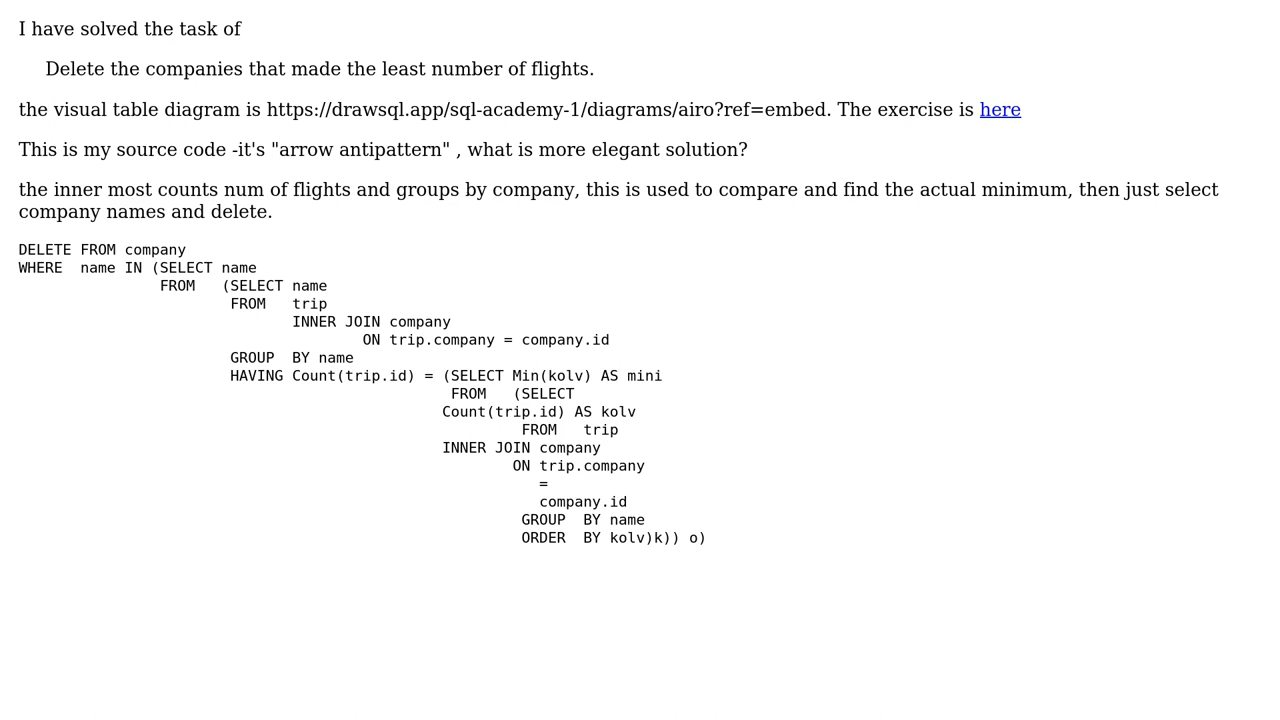 I have solved the task of
Delete the companies that made the least number of flights.
the visual table diagram is https://drawsql.app/sql-academy-1/diagrams/airo?ref=embed. The exercise is here
This is my source code -it's "arrow antipattern" , what is more elegant solution?
the inner most counts num of flights and groups by company, this is used to compare and find the actual minimum, then just select
company names and delete.
DELETE FROM company
WHERE  name IN (SELECT name
                FROM   (SELECT name
                        FROM   trip
                               INNER JOIN company
                                       ON trip.company = company.id
                        GROUP  BY name
                        HAVING Count(trip.id) = (SELECT Min(kolv) AS mini
                                                 FROM   (SELECT
                                                Count(trip.id) AS kolv
                                                         FROM   trip
                                                INNER JOIN company
                                                        ON trip.company
                                                           =
                                                           company.id
                                                         GROUP  BY name
                                                         ORDER  BY kolv)k)) o)